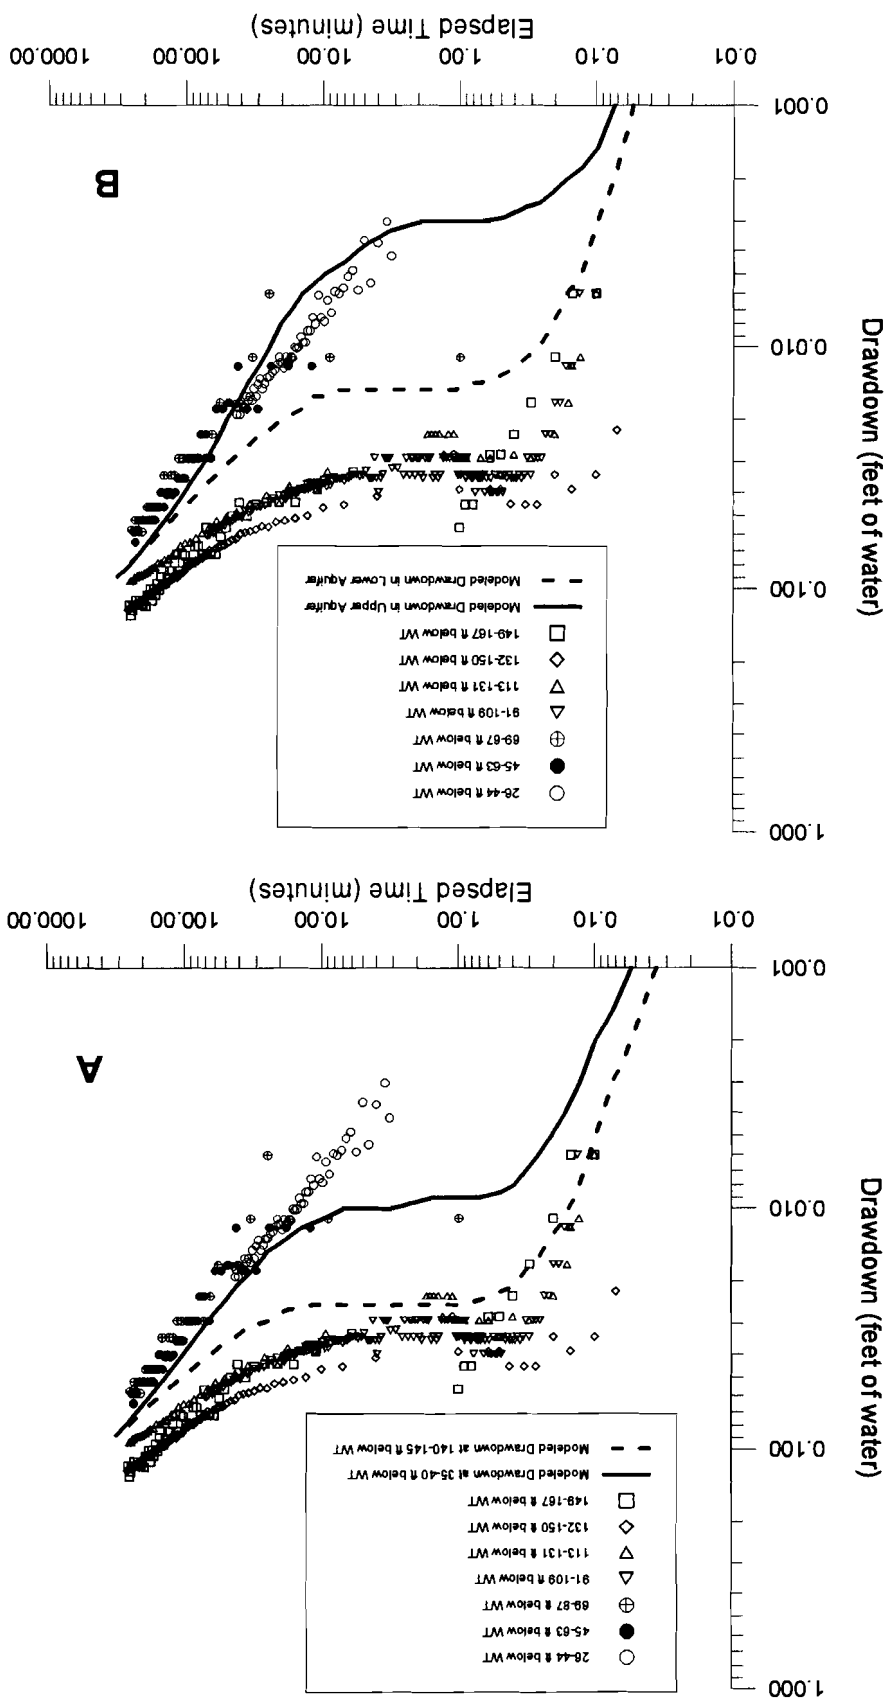 1.000
0.100
0.010
0.001
Drawdown (feet of water)
26-44 ft below WT
45-63 ft below WT
69-87 ft below WT
91-109 ft below WT
113-131 ft below WT
132-150 ft below WT
149-167 ft below WT
Modeled Drawdown at 35-40 ft below WT
Modeled Drawdown at 140-145 ft below WT
A
0.01 0.10 1.00 10.00 100.00 1000.00
Elapsed Time (minutes)
1.000
0.100
0.010
0.001
Drawdown (feet of water)
26-44 ft below WT
45-63 ft below WT
69-87 ft below WT
91-109 ft below WT
113-131 ft below WT
132-150 ft below WT
149-167 ft below WT
Modeled Drawdown in Upper Aquifer
Modeled Drawdown in Lower Aquifer
B
0.01 0.10 1.00 10.00 100.00 1000.00
Elapsed Time (minutes)